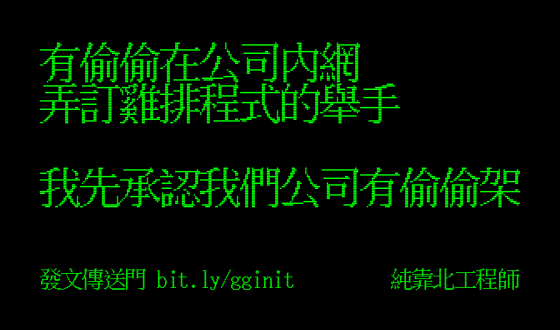 有偷偷在公司內網
弄訂雞排程式的舉手
我先承認我們公司有偷偷架
發文傳送門 bit.ly/gginit 純靠北工程師